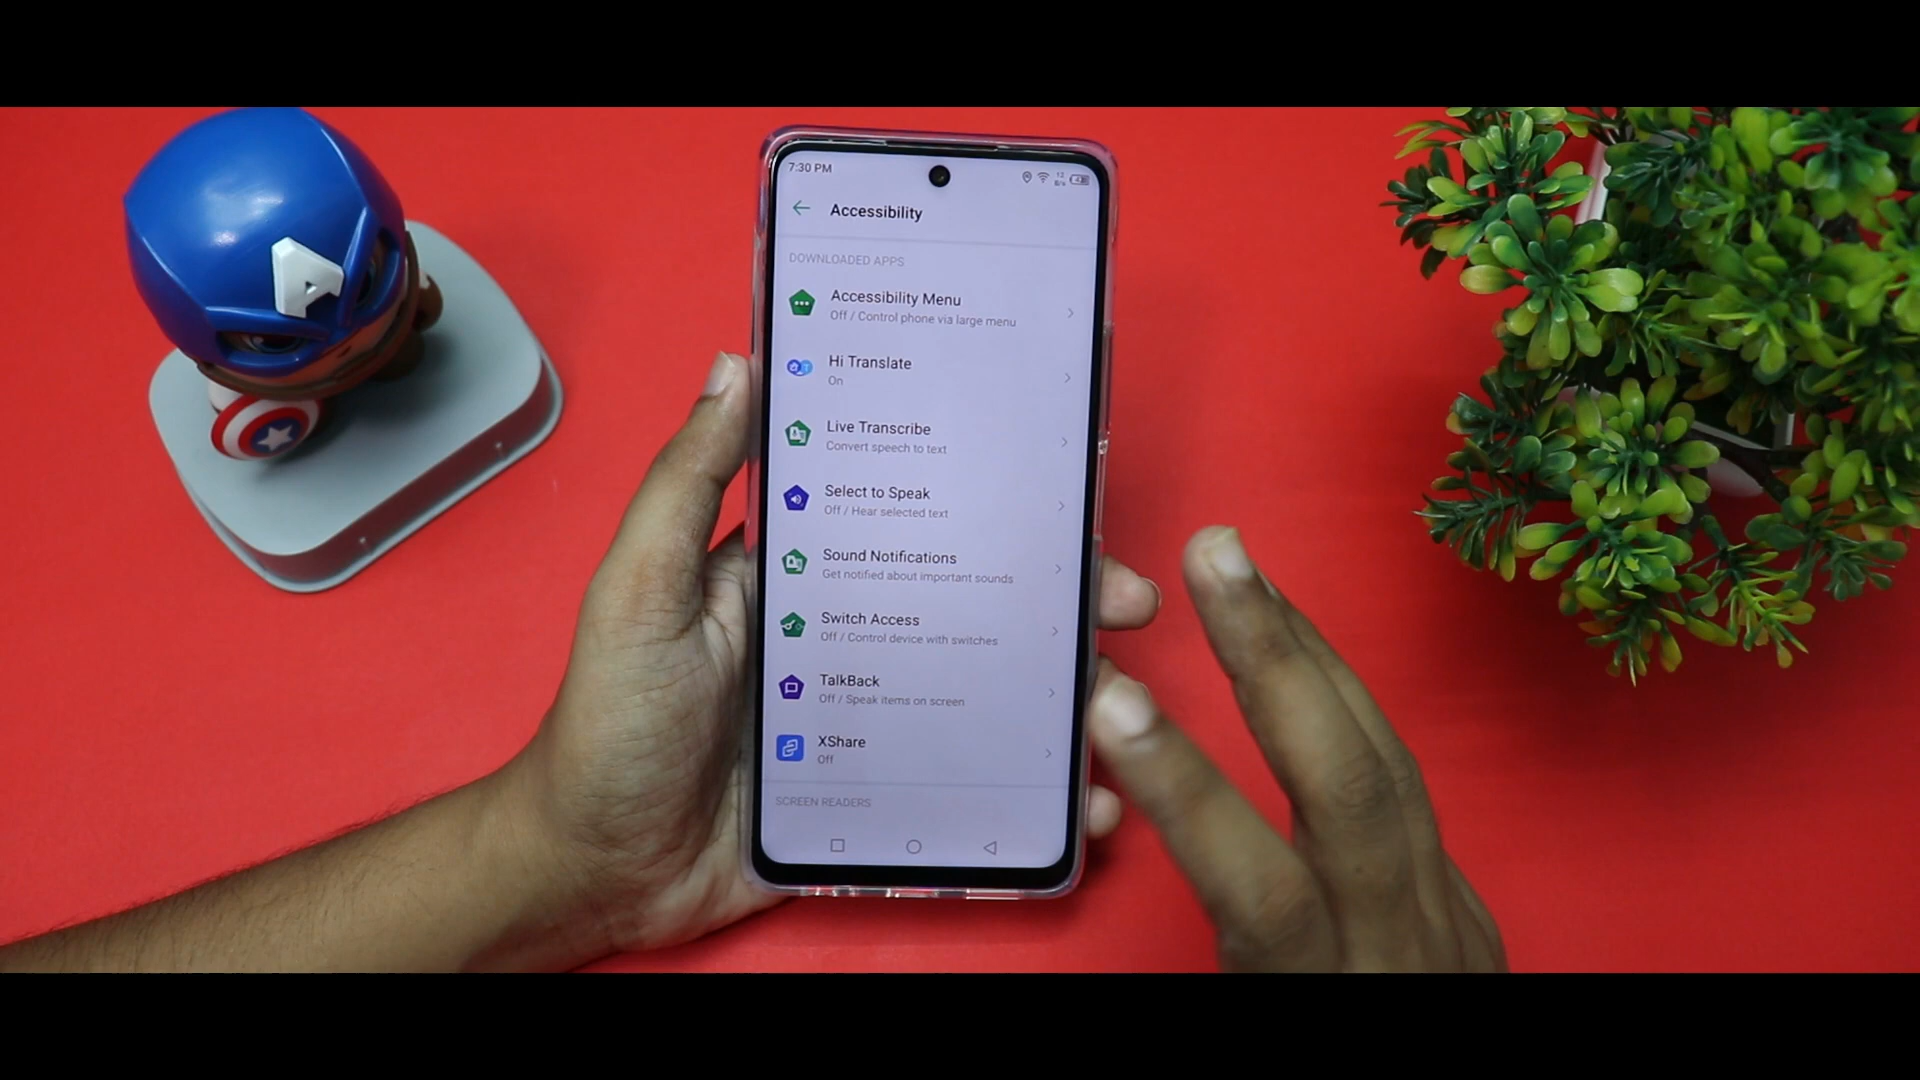 7:30 PM
Accessibility
DOWNLOADED APPS
Accessibility Menu
Off / Control phone via large menu
Hi Translate
On
Live Transcribe
Convert speech to text
Select to Speak
Off / Hear selected text
Sound Notifications
Get notified about important sounds
Switch Access
Off / Control device with switches
TalkBack
Off / Speak items on screen
XShare
Off
SCREEN READERS
A